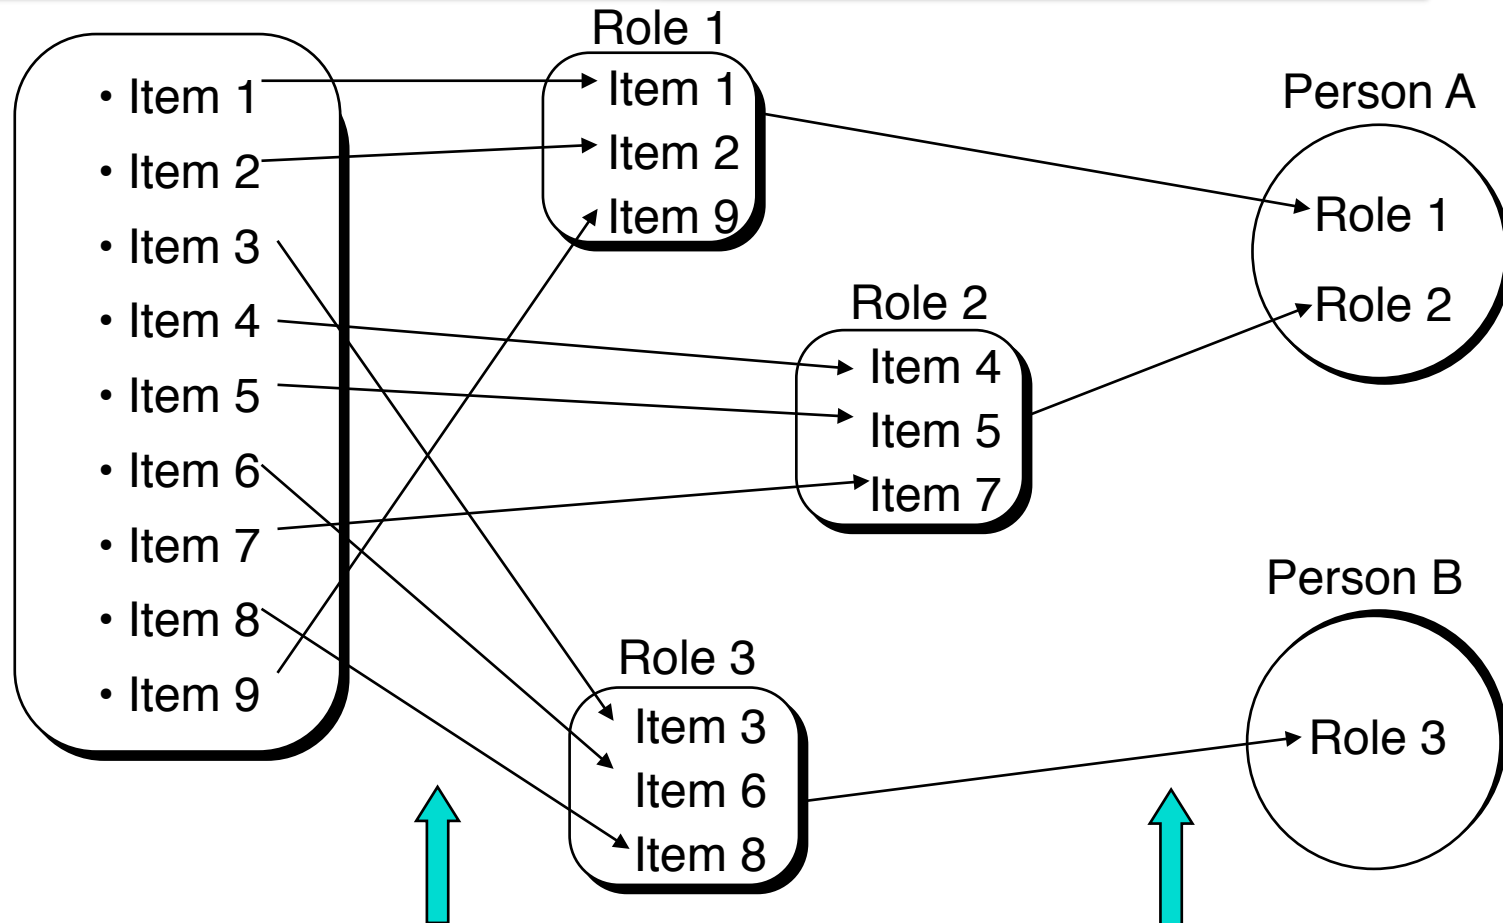 • Item 1
• Item 2
• Item 3
• Item 4
• Item 5
• Item 6
• Item 7
• Item 8
• Item 9
Role 1
Item 1
Item 2
Item 9
Role 2
Item 4
Item 5
Item 7
Role 3
Item 3
Item 6
Item 8
Person A
Role 1
Role 2
Person B
Role 3